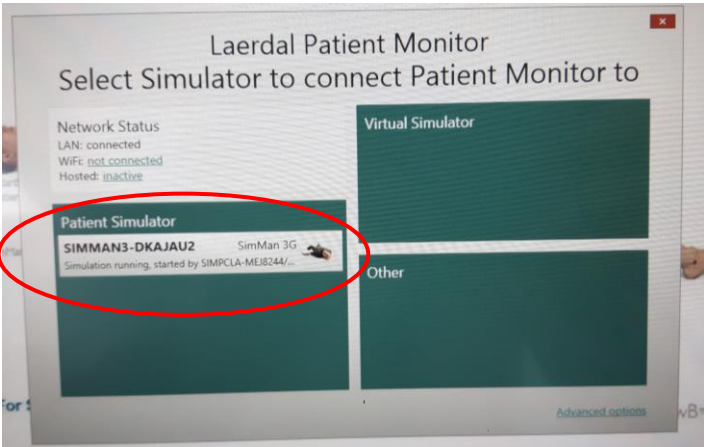 Laerdal Patient Monitor
Select Simulator to connect Patient Monitor to
Network Status
LAN: connected
WiFi: not connected
Hosted: inactive
Virtual Simulator
Patient Simulator
SIMMAN3-DKAJAU2 SimMan 3G
Simulation running, started by SIMPCLA-MEJ8244/...
Other
Advanced options
For